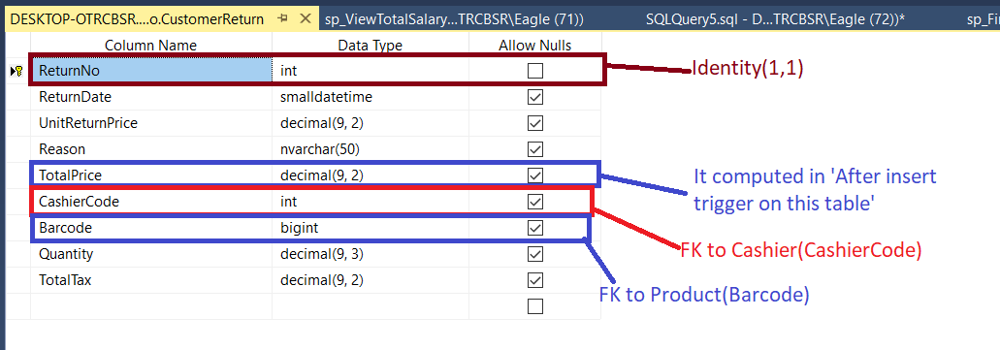 DESKTOP-OTRCBSR....o.CustomerReturn sp_ViewTotalSalary...TRCBSR\Eagle (71)) SQLQuery5.sql - D...TRCBSR\Eagle (72))* sp_Fi
Column Name Data Type Allow Nulls
ReturnNo int Identity(1,1)
ReturnDate smalldatetime
UnitReturnPrice decimal(9, 2)
Reason nvarchar(50)
TotalPrice decimal(9, 2) It computed in 'After insert
trigger on this table'
CashierCode int
Barcode bigint
FK to Cashier(CashierCode)
Quantity decimal(9, 3)
TotalTax decimal(9, 2)
FK to Product(Barcode)